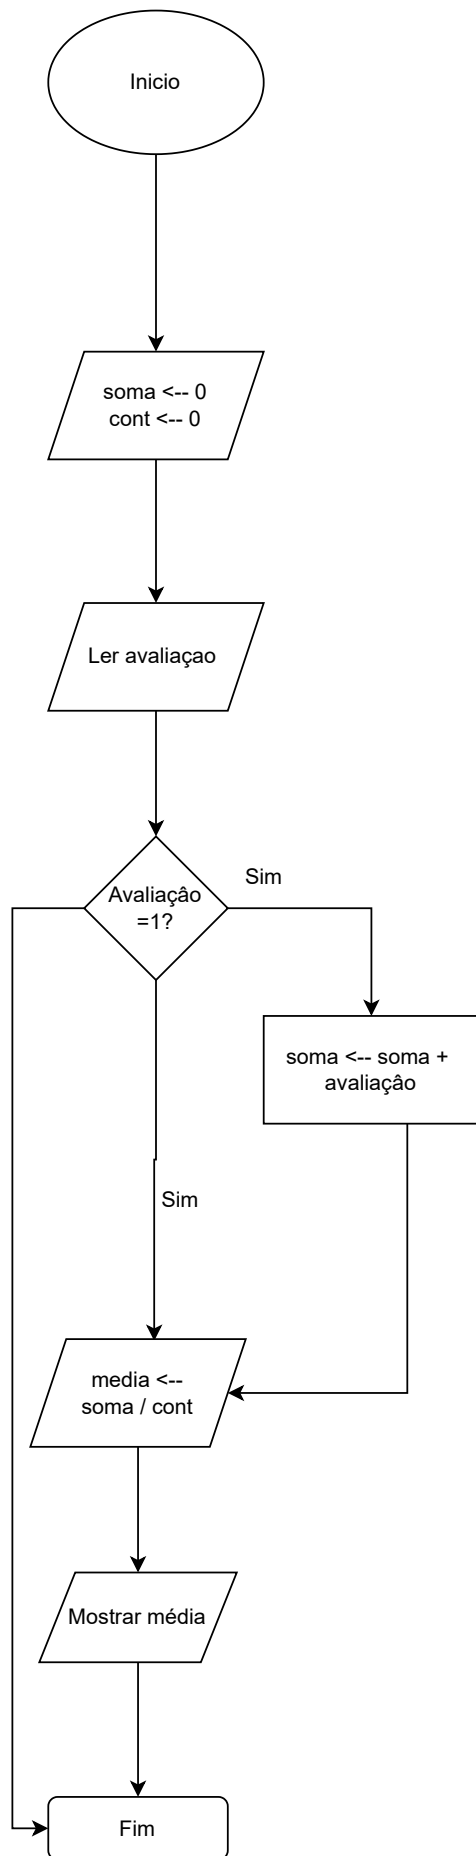 Inicio
soma <-- 0
cont <-- 0
Ler avaliaçao
Avaliaçâo
=1?
Sim
soma <-- soma +
avaliaçâo
Sim
media <--
soma / cont
Mostrar média
Fim